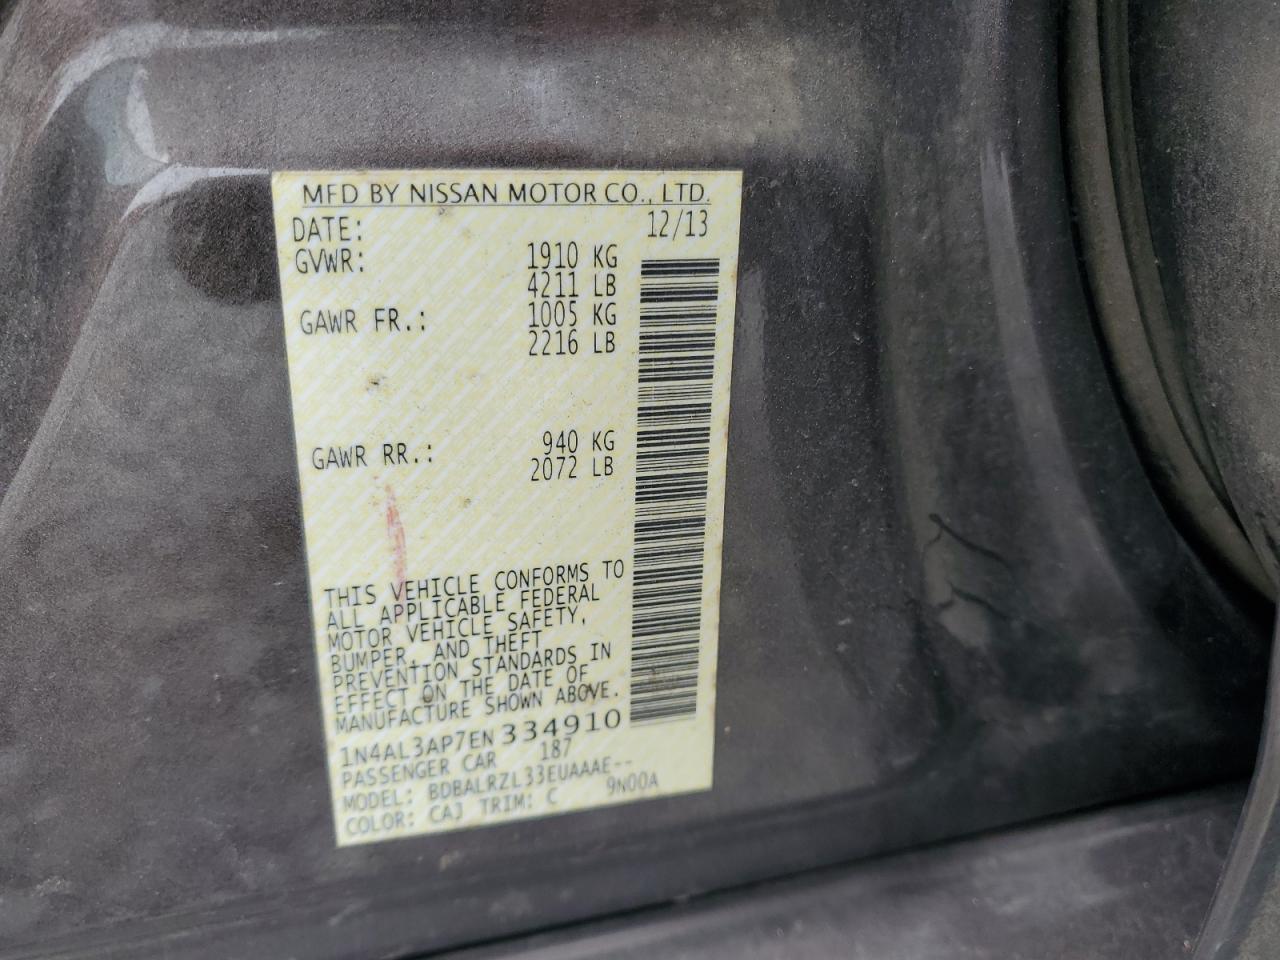 MFD BY NISSAN MOTOR CO., LTD.
DATE: 12/13
GVWR: 1910 KG
4211 LB
GAWR FR.: 1005 KG
2216 LB
GAWR RR.: 940 KG
2072 LB
THIS VEHICLE CONFORMS TO
ALL APPLICABLE FEDERAL
MOTOR VEHICLE SAFETY,
BUMPER, AND THEFT
PREVENTION STANDARDS IN
EFFECT ON THE DATE OF
MANUFACTURE SHOWN ABOVE.
1N4AL3AP7EN334910
PASSENGER CAR 187
MODEL: BDBALRZL33EUAAAE--
COLOR: CAJ TRIM: C 9N00A